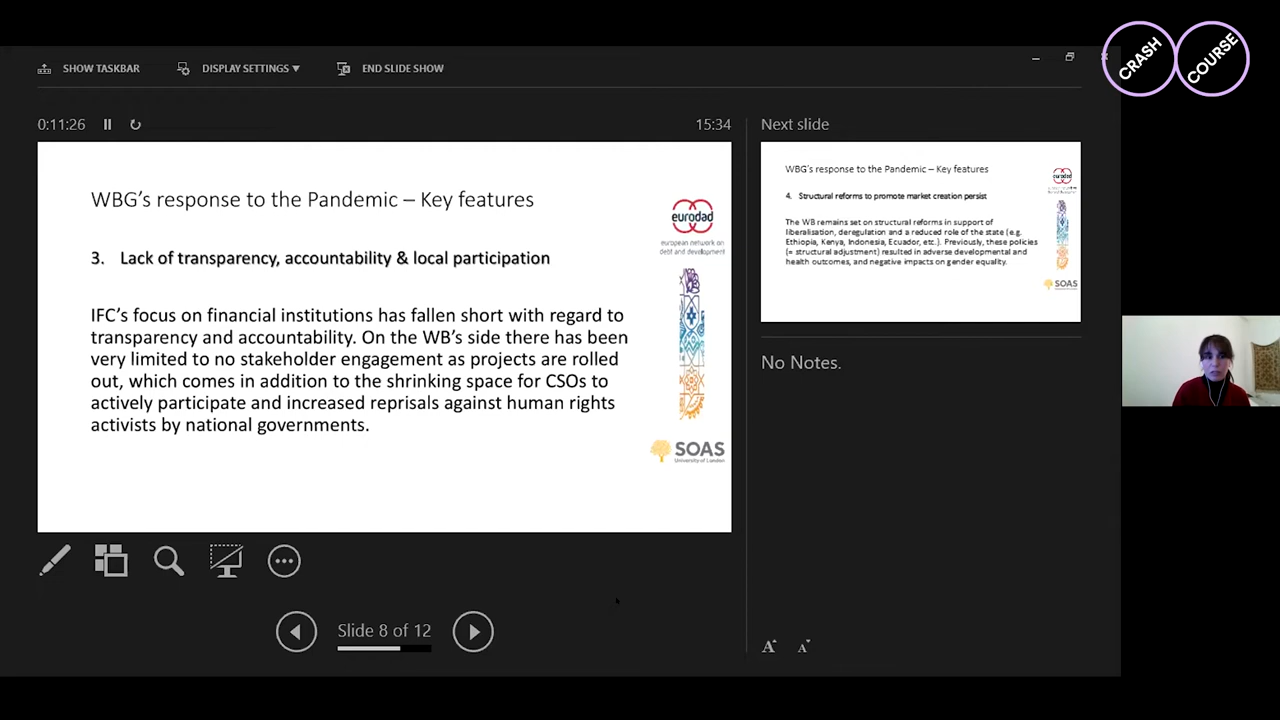 CRASH
COURSE
SHOW TASKBAR
DISPLAY SETTINGS ▼
END SLIDE SHOW
0:11:26
15:34
Next slide
WBG's response to the Pandemic – Key features
3. Lack of transparency, accountability & local participation
IFC's focus on financial institutions has fallen short with regard to
transparency and accountability. On the WB's side there has been
very limited to no stakeholder engagement as projects are rolled
out, which comes in addition to the shrinking space for CSOs to
actively participate and increased reprisals against human rights
activists by national governments.
eurodad
european network on
debt and development
SOAS
University of London
WBG's response to the Pandemic – Key features
4. Structural reforms to promote market creation persist
The WB remains set on structural reforms in support of
liberalisation, deregulation and a reduced role of the state (e.g.
Ethiopia, Kenya, Indonesia, Ecuador, etc.). Previously, these policies
(= structural adjustment) resulted in adverse developmental and
health outcomes, and negative impacts on gender equality.
eurodad
SOAS
No Notes.
Slide 8 of 12
A A